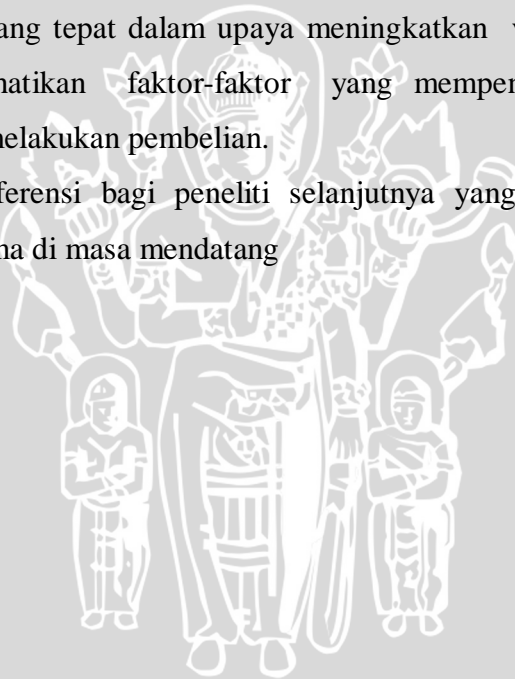 ang tepat dalam upaya meningkatkan
natikan faktor-faktor yang memper
nelakukan pembelian.
ferensi bagi peneliti selanjutnya yang
na di masa mendatang